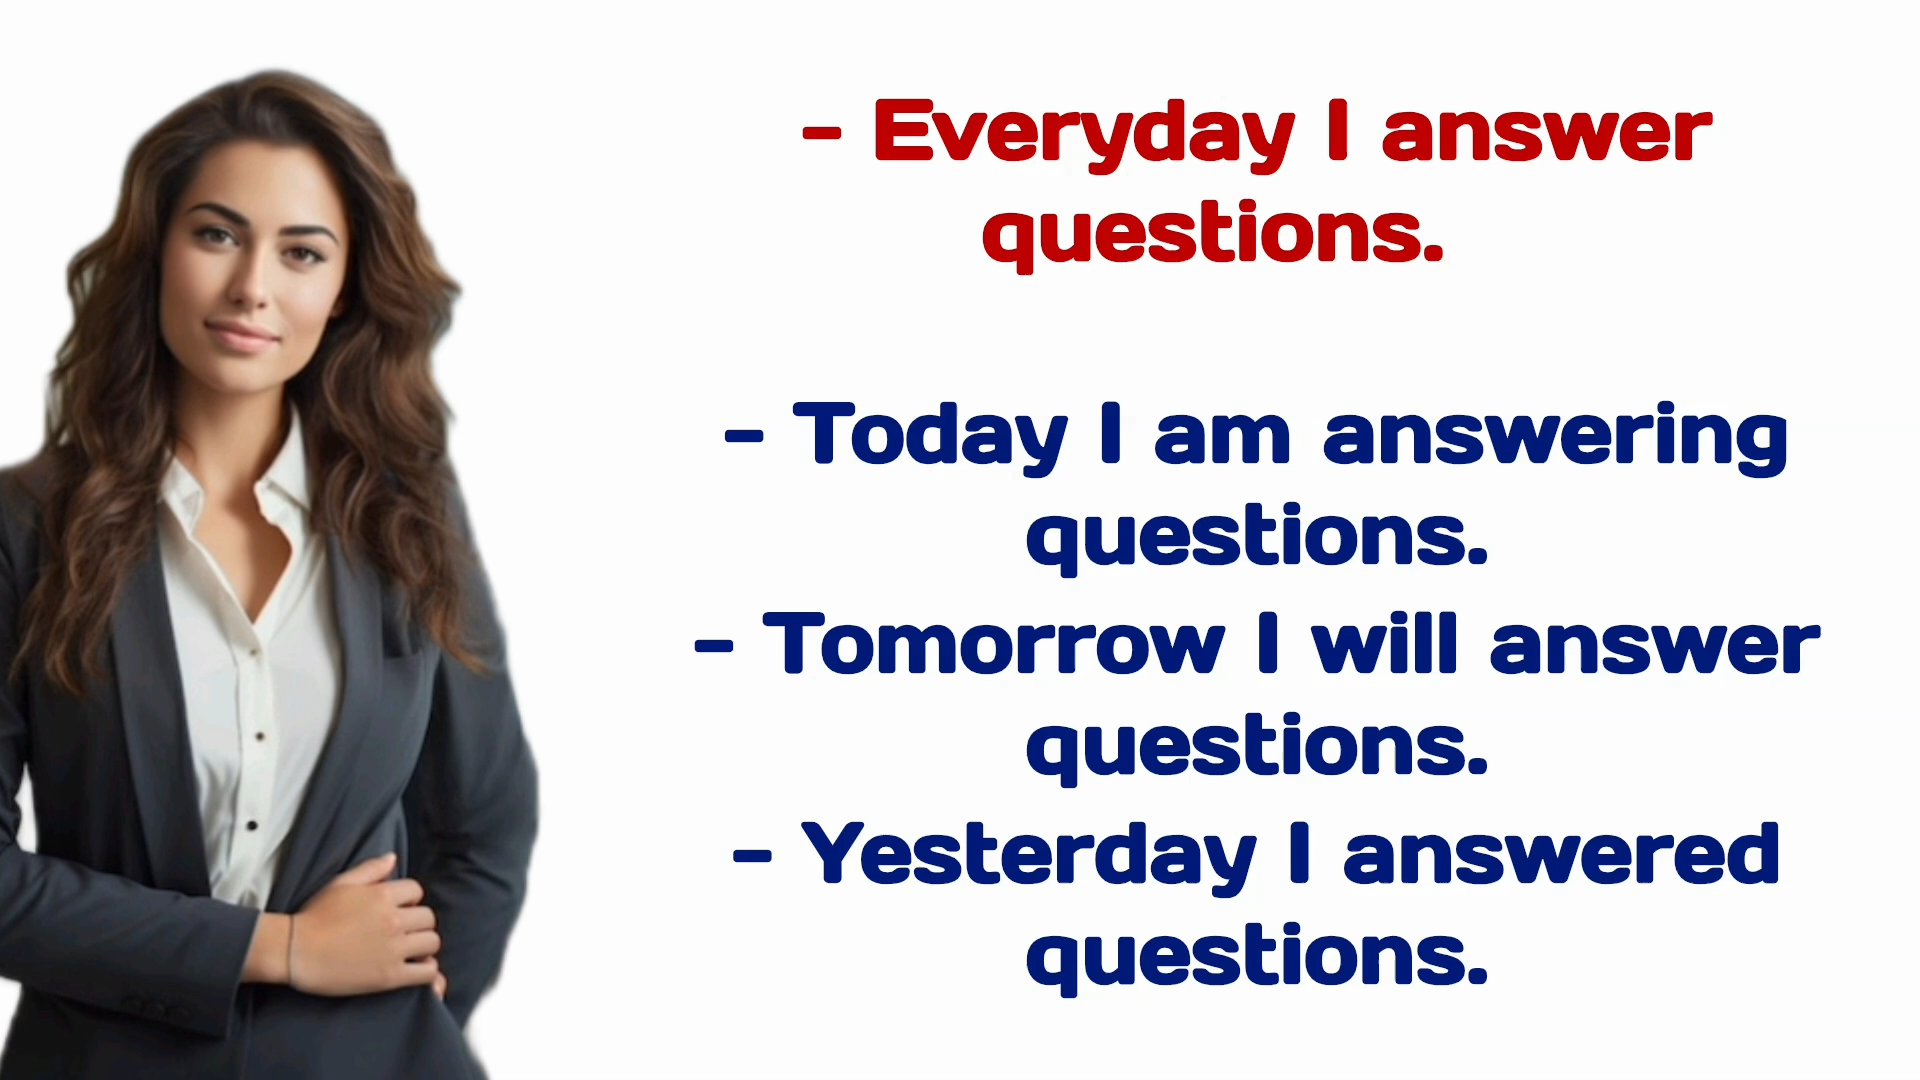 - Everyday I answer
questions.
- Today I am answering
questions.
- Tomorrow I will answer
questions.
- Yesterday I answered
questions.